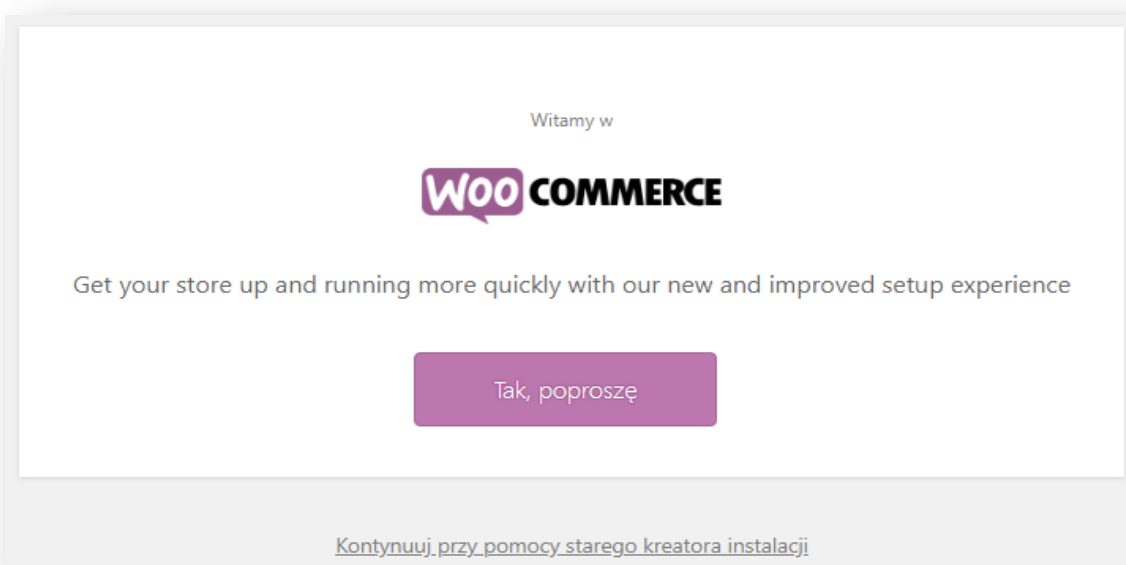 Witamy w
WOO COMMERCE
Get your store up and running more quickly with our new and improved setup experience
Tak, poproszę
Kontynuuj przy pomocy starego kreatora instalacji